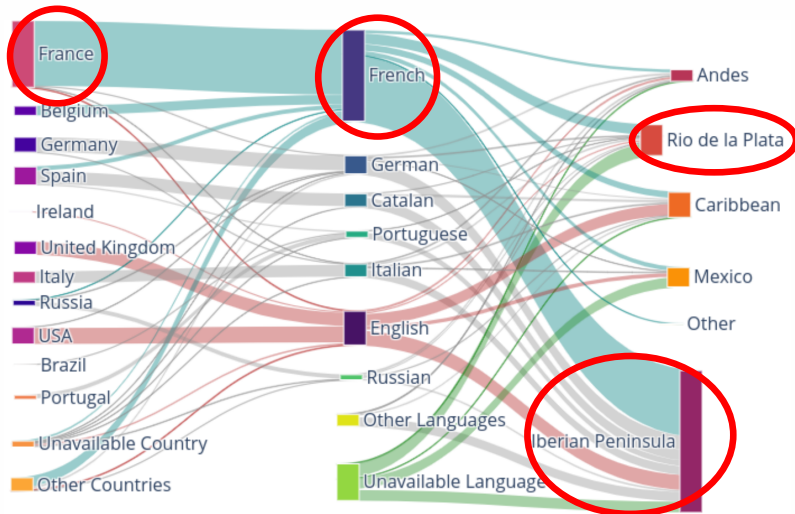 France
Belgium
Germany
Spain
Ireland
United Kingdom
Italy
Russia
USA
Brazil
Portugal
Unavailable Country
Other Countries
French
German
Catalan
Portuguese
Italian
English
Russian
Other Languages
Unavailable Language
Andes
Rio de la Plata
Caribbean
Mexico
Other
Iberian Peninsula